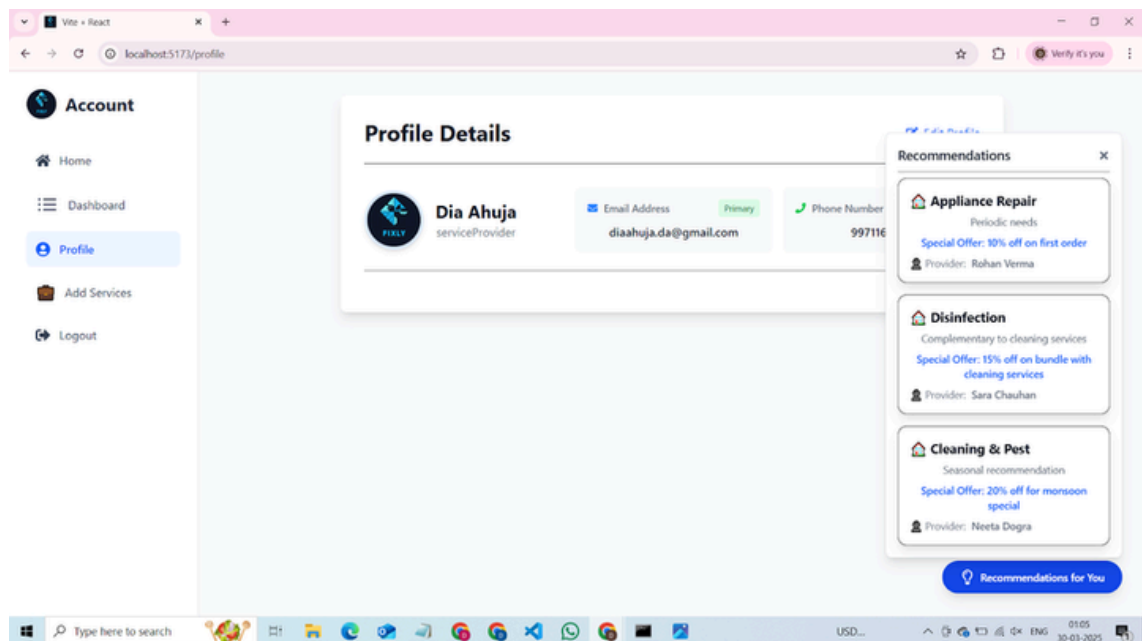 Vite + React
localhost:5173/profile
Verify it's you
FIXLY
Account
Home
Dashboard
Profile
Add Services
Logout
Profile Details
Edit Profile
FIXLY
Dia Ahuja
serviceProvider
Email Address Primary
diaahuja.da@gmail.com
Phone Number
997116
Recommendations
Appliance Repair
Periodic needs
Special Offer: 10% off on first order
Provider: Rohan Verma
Disinfection
Complementary to cleaning services
Special Offer: 15% off on bundle with
cleaning services
Provider: Sara Chauhan
Cleaning & Pest
Seasonal recommendation
Special Offer: 20% off for monsoon
special
Provider: Neeta Dogra
Recommendations for You
Type here to search
USD...
ENG
01:05
30-03-2025